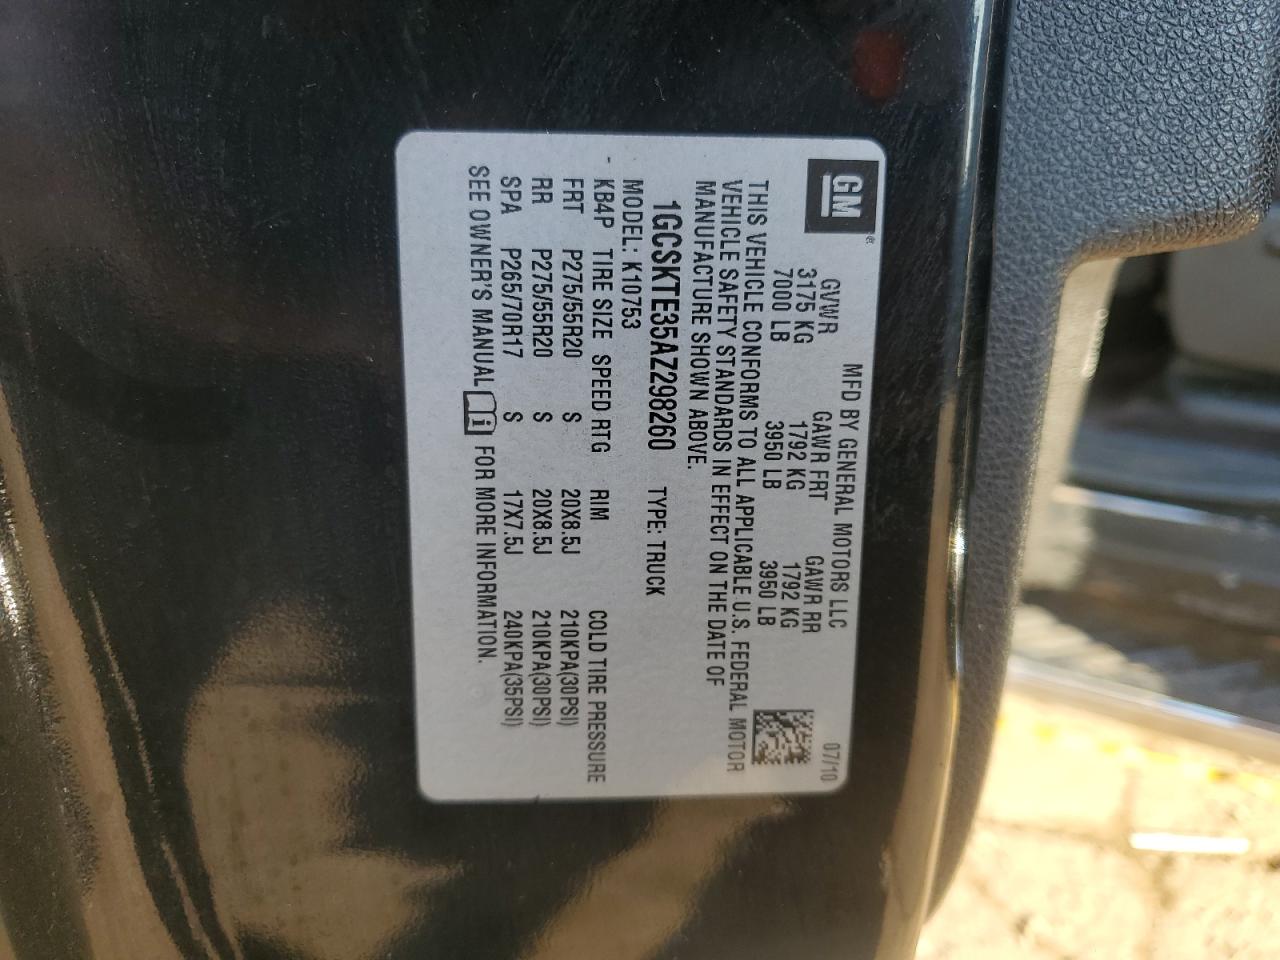 GM®
MFD BY GENERAL MOTORS LLC 07/10
GVWR GAWR FRT GAWR RR
3175 KG 1792 KG 1792 KG
7000 LB 3950 LB 3950 LB
THIS VEHICLE CONFORMS TO ALL APPLICABLE U.S. FEDERAL MOTOR
VEHICLE SAFETY STANDARDS IN EFFECT ON THE DATE OF
MANUFACTURE SHOWN ABOVE.
1GCSKTE35AZ298260 TYPE: TRUCK
MODEL: K10753
- KB4P TIRE SIZE SPEED RTG RIM COLD TIRE PRESSURE
FRT P275/55R20 S 20X8.5J 210KPA(30PSI)
RR P275/55R20 S 20X8.5J 210KPA(30PSI)
SPA P265/70R17 S 17X7.5J 240KPA(35PSI)
SEE OWNER'S MANUAL i FOR MORE INFORMATION.